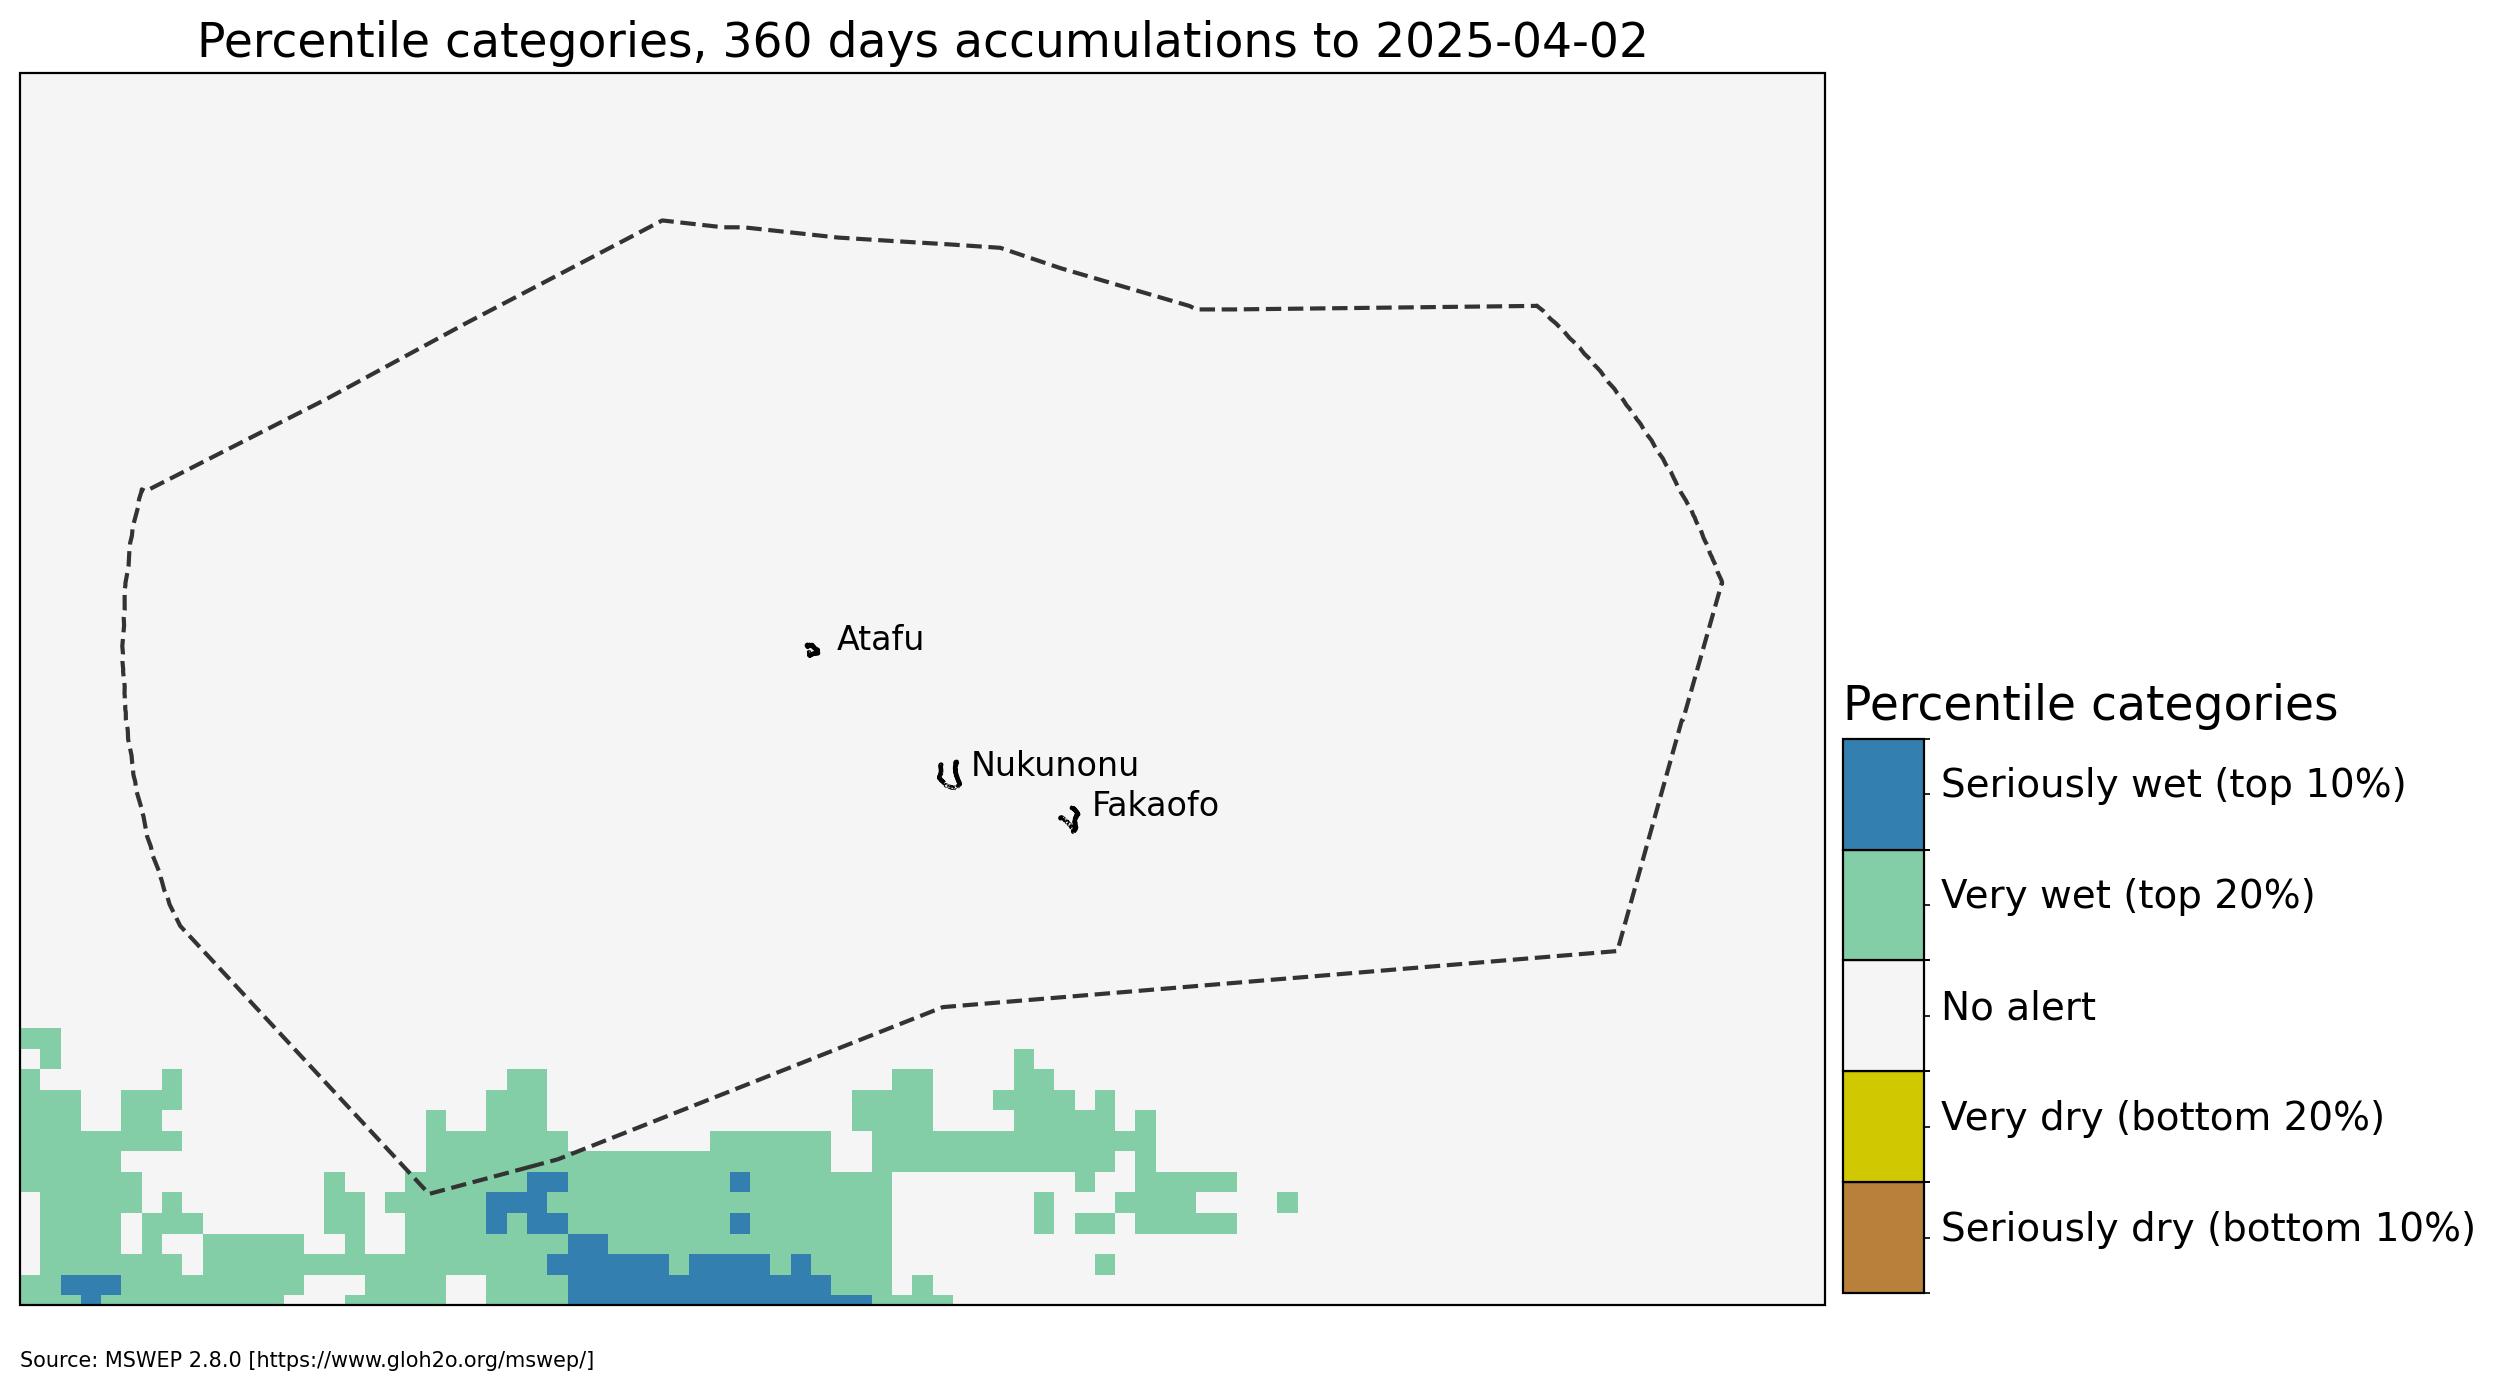 Percentile categories, 360 days accumulations to 2025-04-02
Atafu
Nukunonu
Fakaofo
Percentile categories
Seriously wet (top 10%)
Very wet (top 20%)
No alert
Very dry (bottom 20%)
Seriously dry (bottom 10%)
Source: MSWEP 2.8.0 [https://www.gloh2o.org/mswep/]